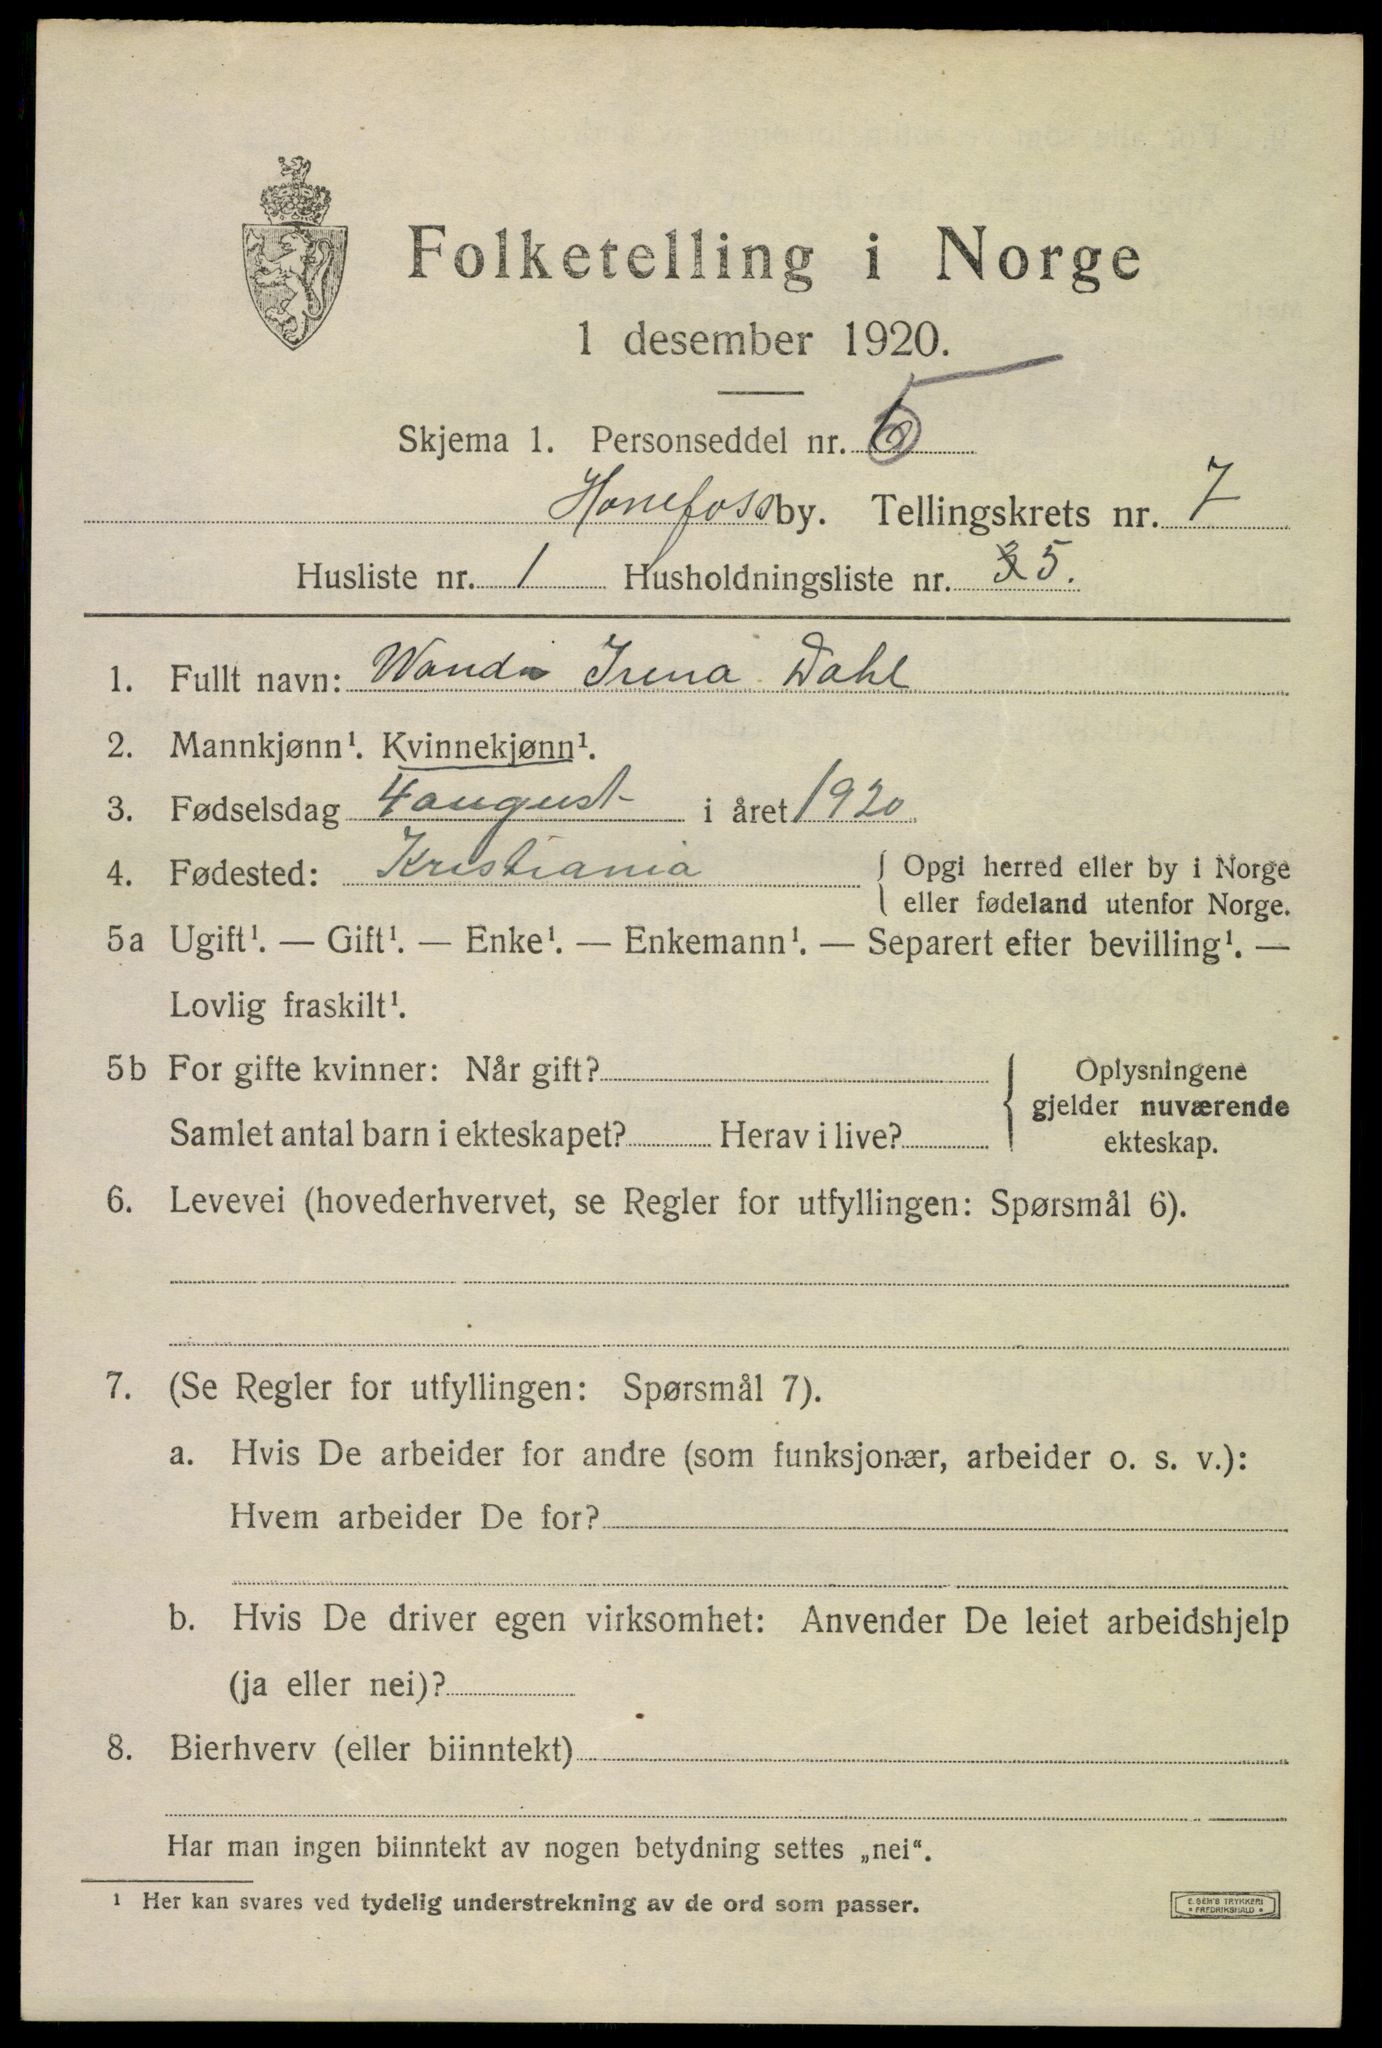 Folketelling i Norge
1 desember 1920.
Skjema 1. Personseddel nr. 5
Hønefoss by. Tellingskrets nr. 7
Husliste nr. 1 Husholdningsliste nr. 5.
1. Fullt navn: Wanda Irena Dahl
2. Mannkjønn¹. Kvinnekjønn¹.
3. Fødselsdag 4 august i året 1920
4. Fødested: Kristiania { Opgi herred eller by i Norge
eller fødeland utenfor Norge.
5a Ugift¹. — Gift¹. — Enke¹. — Enkemann¹. — Separert efter bevilling¹. —
Lovlig fraskilt¹.
5b For gifte kvinner: Når gift?
Samlet antal barn i ekteskapet? Herav i live?
{ Oplysningene
gjelder nuværende
ekteskap.
6. Levevei (hovederhvervet, se Regler for utfyllingen: Spørsmål 6).
7. (Se Regler for utfyllingen: Spørsmål 7).
a. Hvis De arbeider for andre (som funksjonær, arbeider o. s. v.):
Hvem arbeider De for?
b. Hvis De driver egen virksomhet: Anvender De leiet arbeidshjelp
(ja eller nei)?
8. Bierhverv (eller biinntekt)
Har man ingen biinntekt av nogen betydning settes „nei“.
¹ Her kan svares ved tydelig understrekning av de ord som passer.
E. SEM'S TRYKKERI
• FREDRIKSHALD •